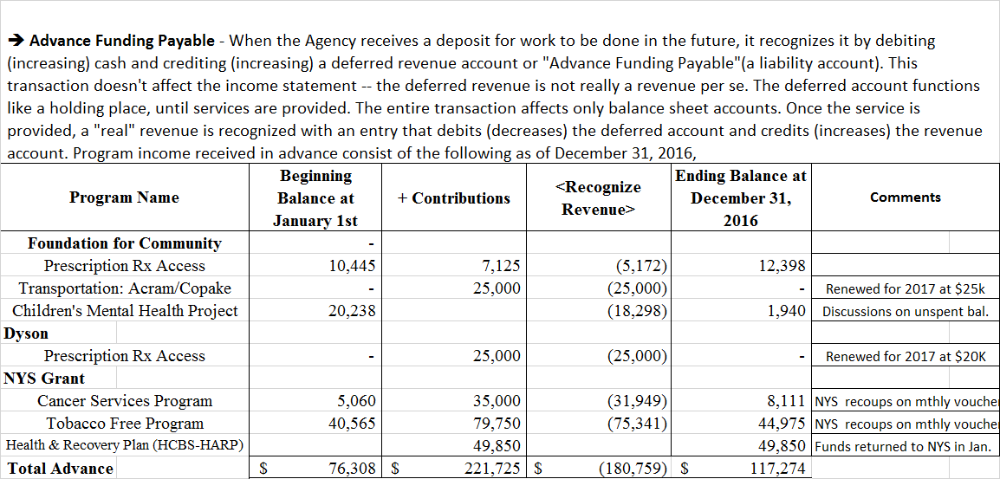 ➔ Advance Funding Payable - When the Agency receives a deposit for work to be done in the future, it recognizes it by debiting
(increasing) cash and crediting (increasing) a deferred revenue account or "Advance Funding Payable"(a liability account). This
transaction doesn't affect the income statement -- the deferred revenue is not really a revenue per se. The deferred account functions
like a holding place, until services are provided. The entire transaction affects only balance sheet accounts. Once the service is
provided, a "real" revenue is recognized with an entry that debits (decreases) the deferred account and credits (increases) the revenue
account. Program income received in advance consist of the following as of December 31, 2016,
Program Name | Beginning Balance at January 1st | + Contributions | <Recognize Revenue> | Ending Balance at December 31, 2016 | Comments
Foundation for Community -
Prescription Rx Access 10,445 7,125 (5,172) 12,398
Transportation: Acram/Copake - 25,000 (25,000) - Renewed for 2017 at $25k
Children's Mental Health Project 20,238 (18,298) 1,940 Discussions on unspent bal.
Dyson
Prescription Rx Access - 25,000 (25,000) - Renewed for 2017 at $20K
NYS Grant
Cancer Services Program 5,060 35,000 (31,949) 8,111 NYS recoups on mthly vouche
Tobacco Free Program 40,565 79,750 (75,341) 44,975 NYS recoups on mthly vouche
Health & Recovery Plan (HCBS-HARP) 49,850 49,850 Funds returned to NYS in Jan.
Total Advance $ 76,308 $ 221,725 $ (180,759) $ 117,274